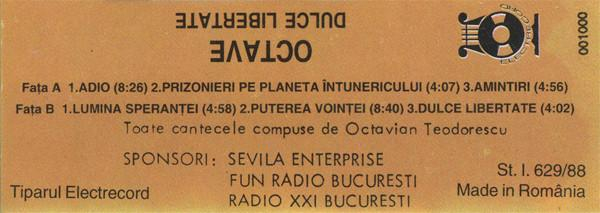 DULCE LIBERTATE
OCTAVE
ELECTRECORD
001000
Fața A 1.ADIO (8:26) 2.PRIZONIERI PE PLANETA ÎNTUNERICULUI (4:07) 3.AMINTIRI (4:56)
Fața B 1.LUMINA SPERANȚEI (4:58) 2.PUTEREA VOINȚEI (8:40) 3.DULCE LIBERTATE (4:02)
Toate cantecele compuse de Octavian Teodorescu
SPONSORI: SEVILA ENTERPRISE
FUN RADIO BUCURESTI
RADIO XXI BUCURESTI
Tiparul Electrecord
St. I. 629/88
Made in România